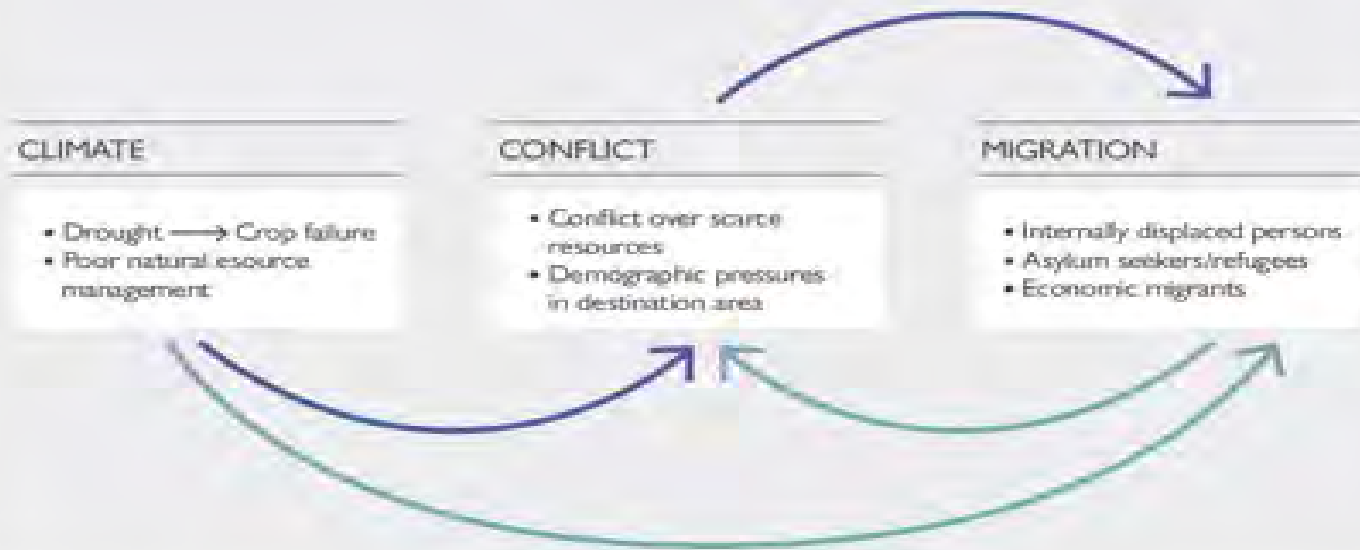 CLIMATE
• Drought ⟶ Crop failure
• Poor natural esource
management
CONFLICT
• Conflict over scarce
resources
• Demographic pressures
in destination area
MIGRATION
• Internally displaced persons
• Asylum seekers/refugees
• Economic migrants